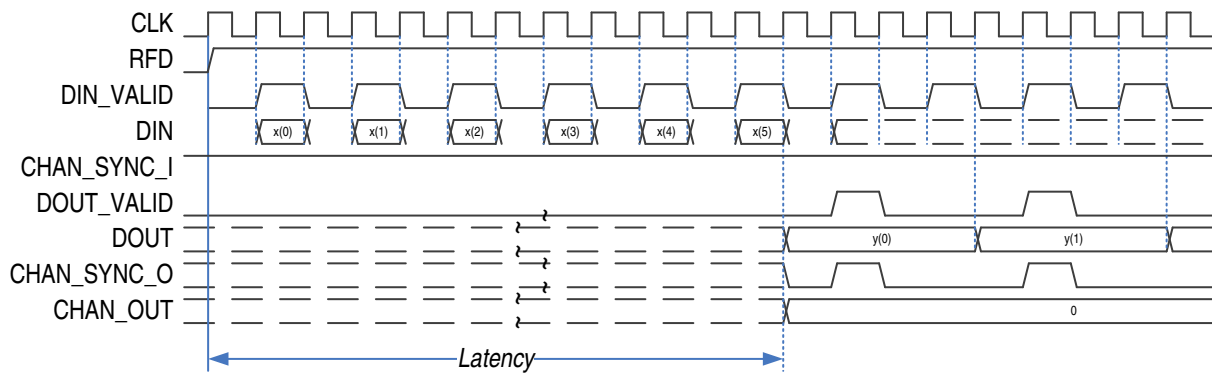 CLK
RFD
DIN_VALID
DIN x(0) x(1) x(2) x(3) x(4) x(5)
CHAN_SYNC_I
DOUT_VALID
DOUT y(0) y(1)
CHAN_SYNC_O
CHAN_OUT 0
Latency